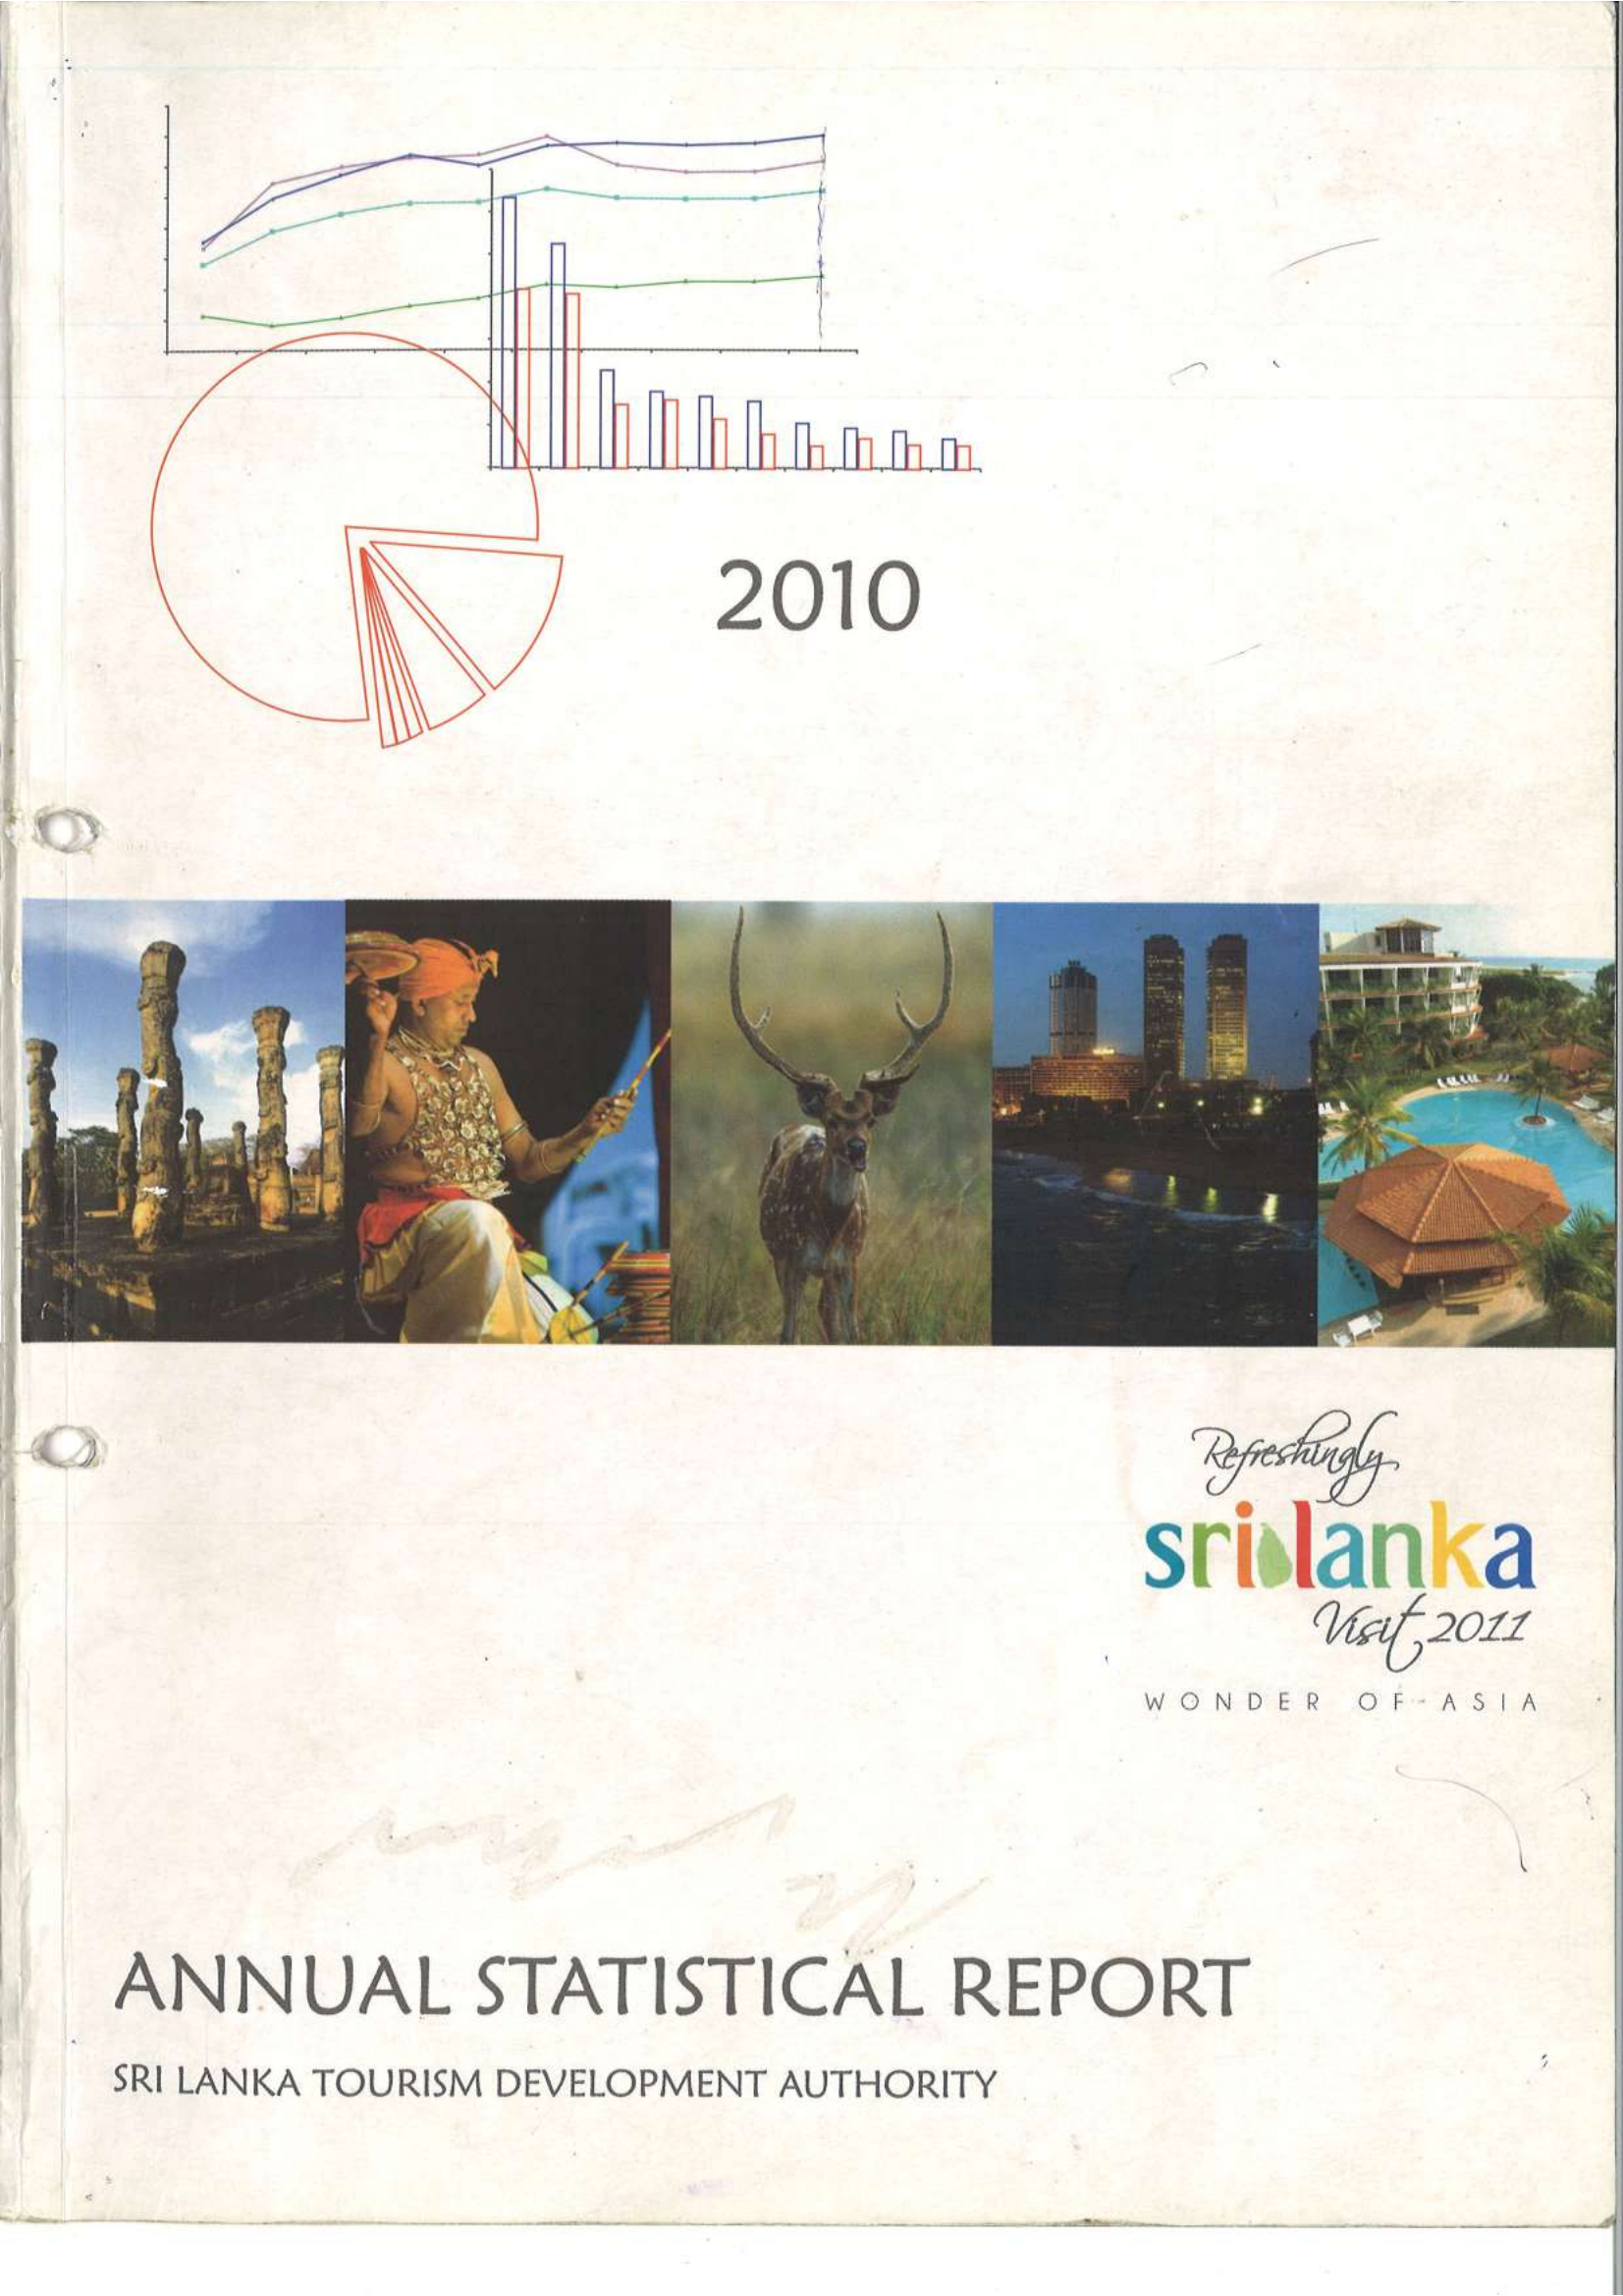 2010
Refreshingly
srilanka
Visit 2011
WONDER OF ASIA
ANNUAL STATISTICAL REPORT
SRI LANKA TOURISM DEVELOPMENT AUTHORITY